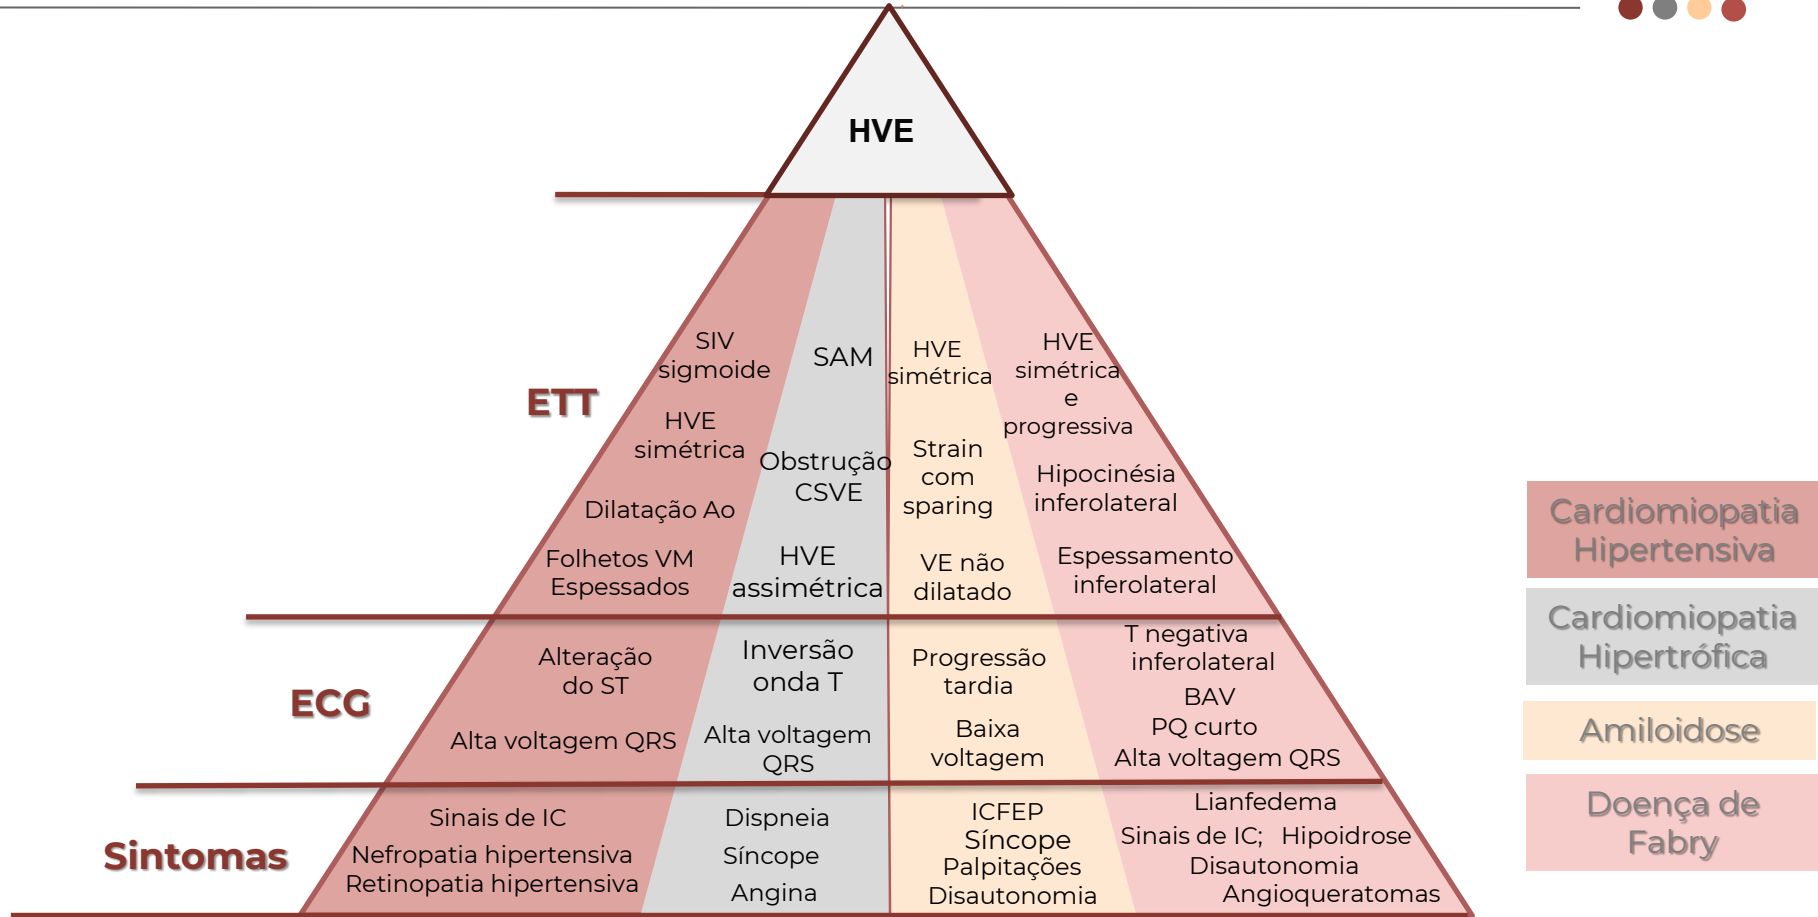 HVE
ETT
SIV
sigmoide
HVE
simétrica
Dilatação Ao
Folhetos VM
Espessados
SAM
Obstrução
CSVE
HVE
assimétrica
HVE
simétrica
Strain
com
sparing
VE não
dilatado
HVE
simétrica
e
progressiva
Hipocinésia
inferolateral
Espessamento
inferolateral
ECG
Alteração
do ST
Alta voltagem QRS
Inversão
onda T
Alta voltagem
QRS
Progressão
tardia
Baixa
voltagem
T negativa
inferolateral
BAV
PQ curto
Alta voltagem QRS
Sintomas
Sinais de IC
Nefropatia hipertensiva
Retinopatia hipertensiva
Dispneia
Síncope
Angina
ICFEP
Síncope
Palpitações
Disautonomia
Lianfedema
Sinais de IC; Hipoidrose
Disautonomia
Angioqueratomas
Cardiomiopatia
Hipertensiva
Cardiomiopatia
Hipertrófica
Amiloidose
Doença de
Fabry